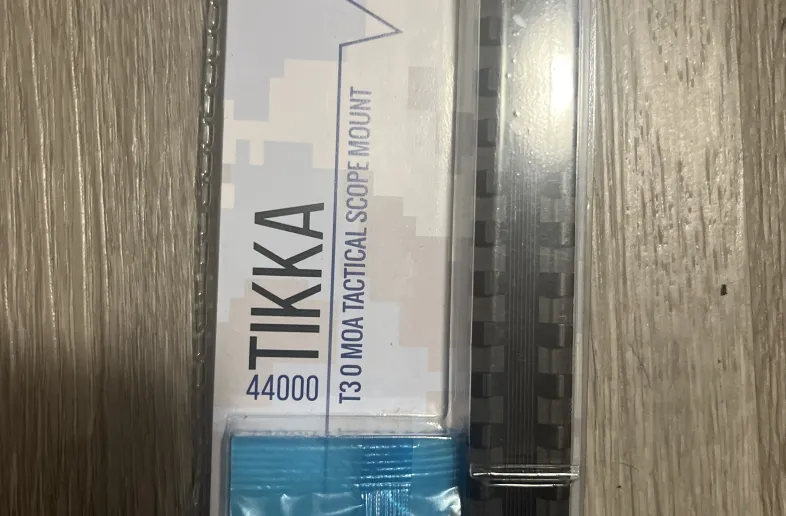 TIKKA
44000
T3 0 MOA TACTICAL SCOPE MOUNT